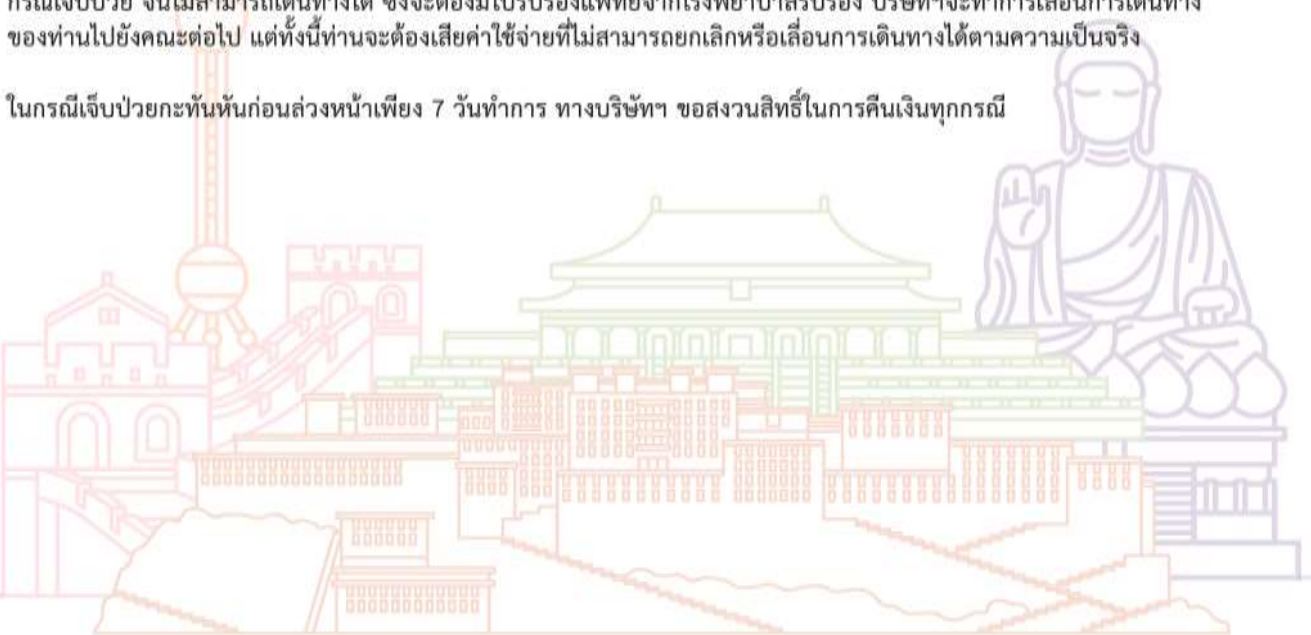 กรณีเจ็บป่วย จนไม่สามารถเดินทางได้ ซึ่งจะต้องมีใบรับรองแพทย์จากโรงพยาบาลรับรอง บริษัทฯจะทำการเลื่อนการเดินทาง
ของท่านไปยังคณะต่อไป แต่ทั้งนี้ท่านจะต้องเสียค่าใช้จ่ายที่ไม่สามารถยกเลิกหรือเลื่อนการเดินทางได้ตามความเป็นจริง
ในกรณีเจ็บป่วยกะทันหันก่อนล่วงหน้าเพียง 7 วันทำการ ทางบริษัทฯ ขอสงวนสิทธิ์ในการคืนเงินทุกกรณี